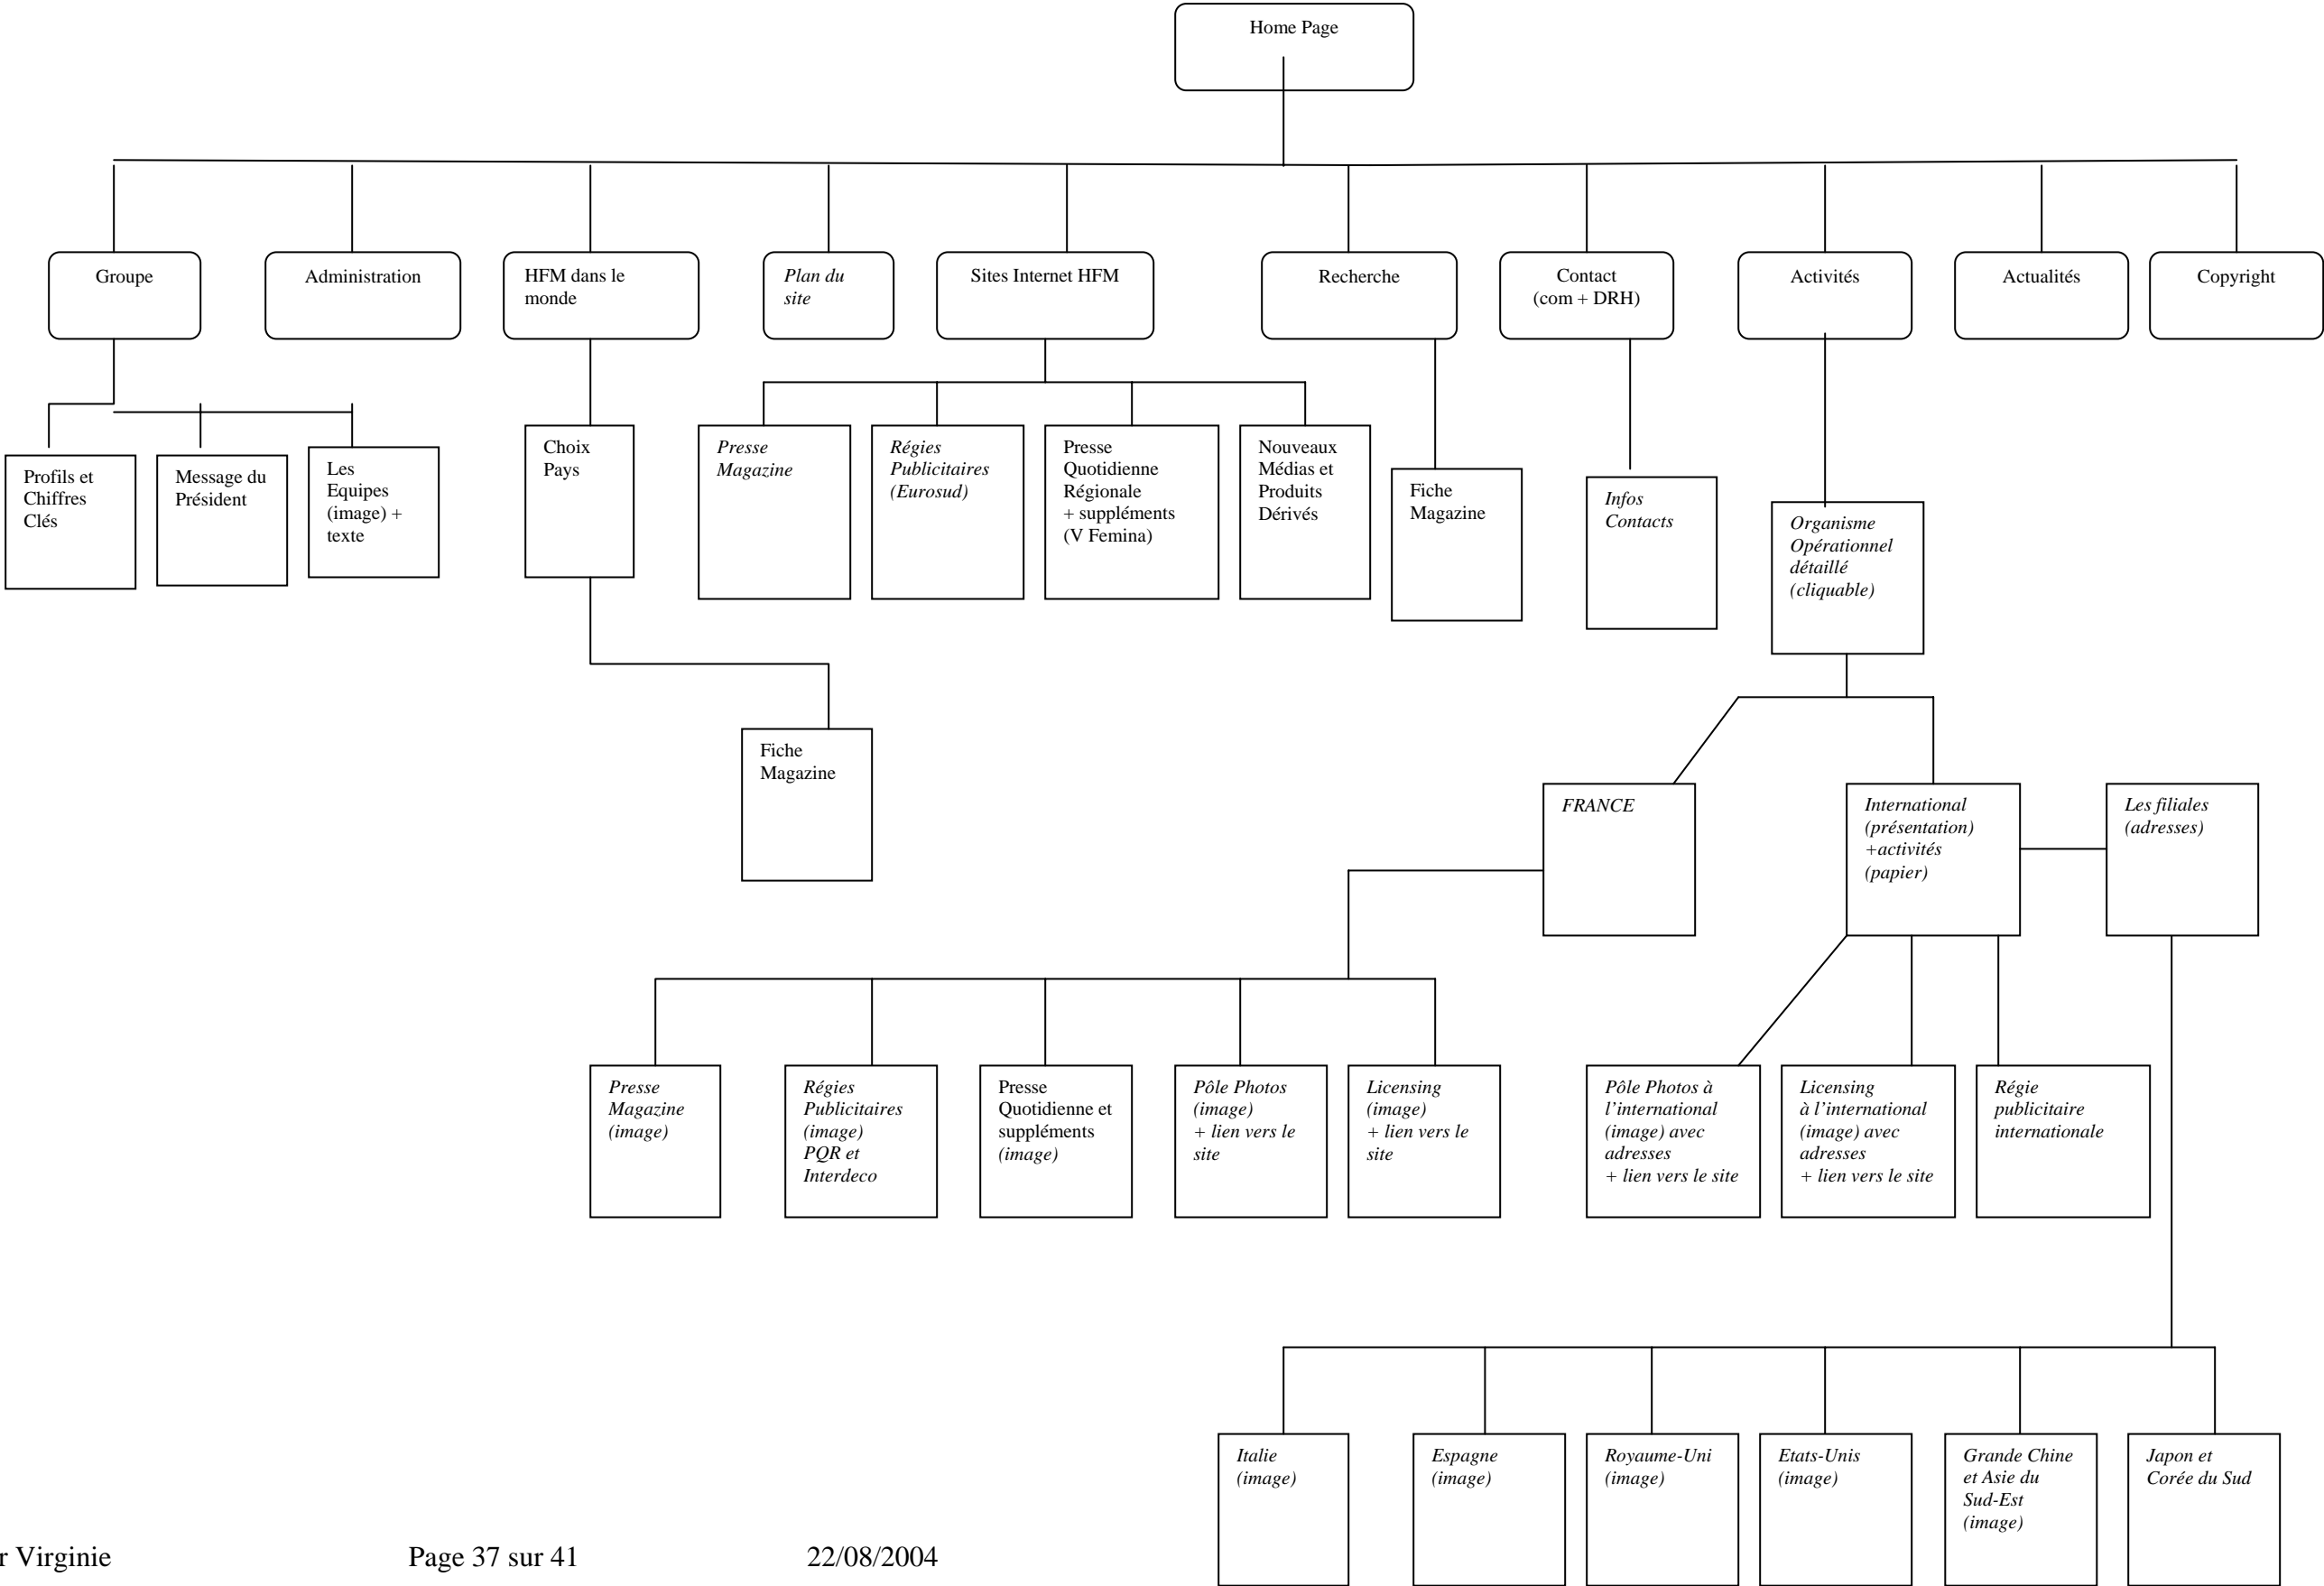 Home Page
Groupe
Administration
HFM dans le
monde
Plan du
site
Sites Internet HFM
Recherche
Contact
(com + DRH)
Activités
Actualités
Copyright
Profils et
Chiffres
Clés
Message du
Président
Les
Equipes
(image) +
texte
Choix
Pays
Presse
Magazine
Régies
Publicitaires
(Eurosud)
Presse
Quotidienne
Régionale
+ suppléments
(V Femina)
Nouveaux
Médias et
Produits
Dérivés
Fiche
Magazine
Infos
Contacts
Organisme
Opérationnel
détaillé
(cliquable)
Fiche
Magazine
FRANCE
International
(présentation)
+activités
(papier)
Les filiales
(adresses)
Presse
Magazine
(image)
Régies
Publicitaires
(image)
PQR et
Interdeco
Presse
Quotidienne et
suppléments
(image)
Pôle Photos
(image)
+ lien vers le
site
Licensing
(image)
+ lien vers le
site
Pôle Photos à
l’international
(image) avec
adresses
+ lien vers le site
Licensing
à l’international
(image) avec
adresses
+ lien vers le site
Régie
publicitaire
internationale
Italie
(image)
Espagne
(image)
Royaume-Uni
(image)
Etats-Unis
(image)
Grande Chine
et Asie du
Sud-Est
(image)
Japon et
Corée du Sud
r Virginie
Page 37 sur 41
22/08/2004